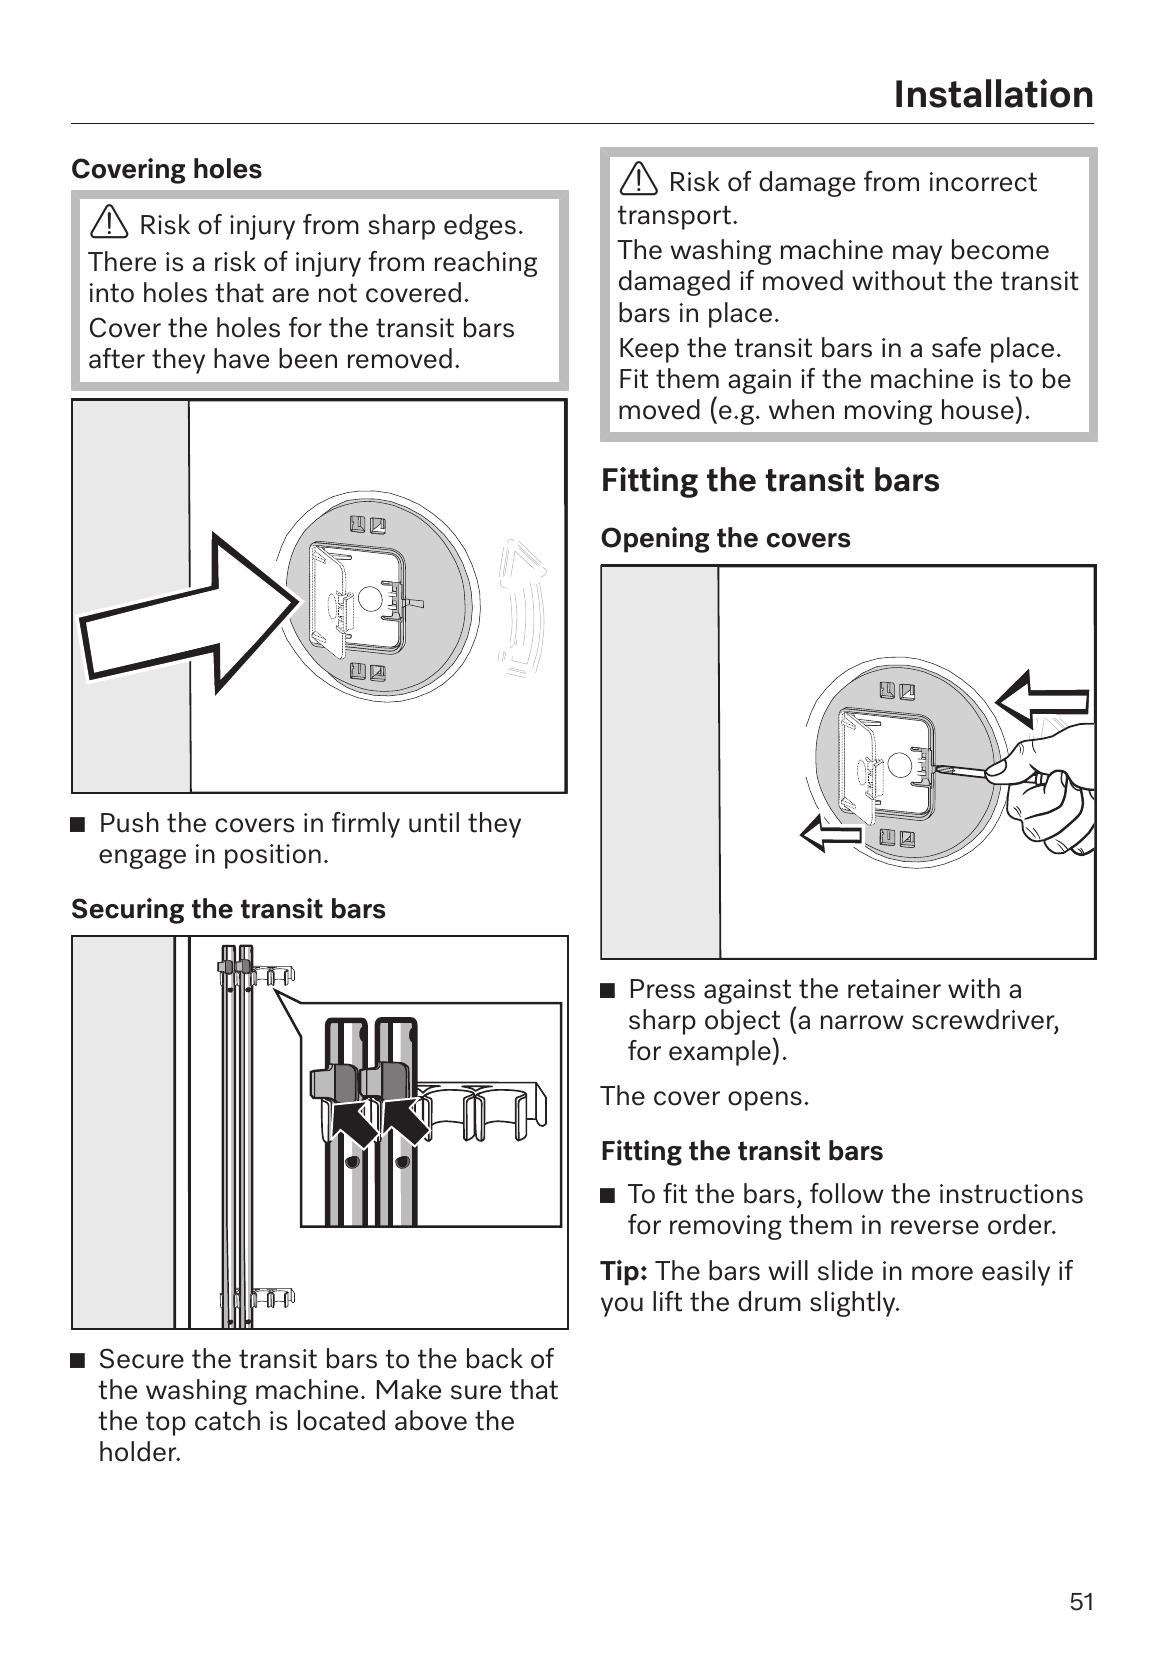 Installation
Covering holes
Risk of injury from sharp edges.
There is a risk of injury from reaching
into holes that are not covered.
Cover the holes for the transit bars
after they have been removed.
■ Push the covers in firmly until they
engage in position.
Securing the transit bars
■ Secure the transit bars to the back of
the washing machine. Make sure that
the top catch is located above the
holder.
Risk of damage from incorrect
transport.
The washing machine may become
damaged if moved without the transit
bars in place.
Keep the transit bars in a safe place.
Fit them again if the machine is to be
moved (e.g. when moving house).
Fitting the transit bars
Opening the covers
■ Press against the retainer with a
sharp object (a narrow screwdriver,
for example).
The cover opens.
Fitting the transit bars
■ To fit the bars, follow the instructions
for removing them in reverse order.
Tip: The bars will slide in more easily if
you lift the drum slightly.
51